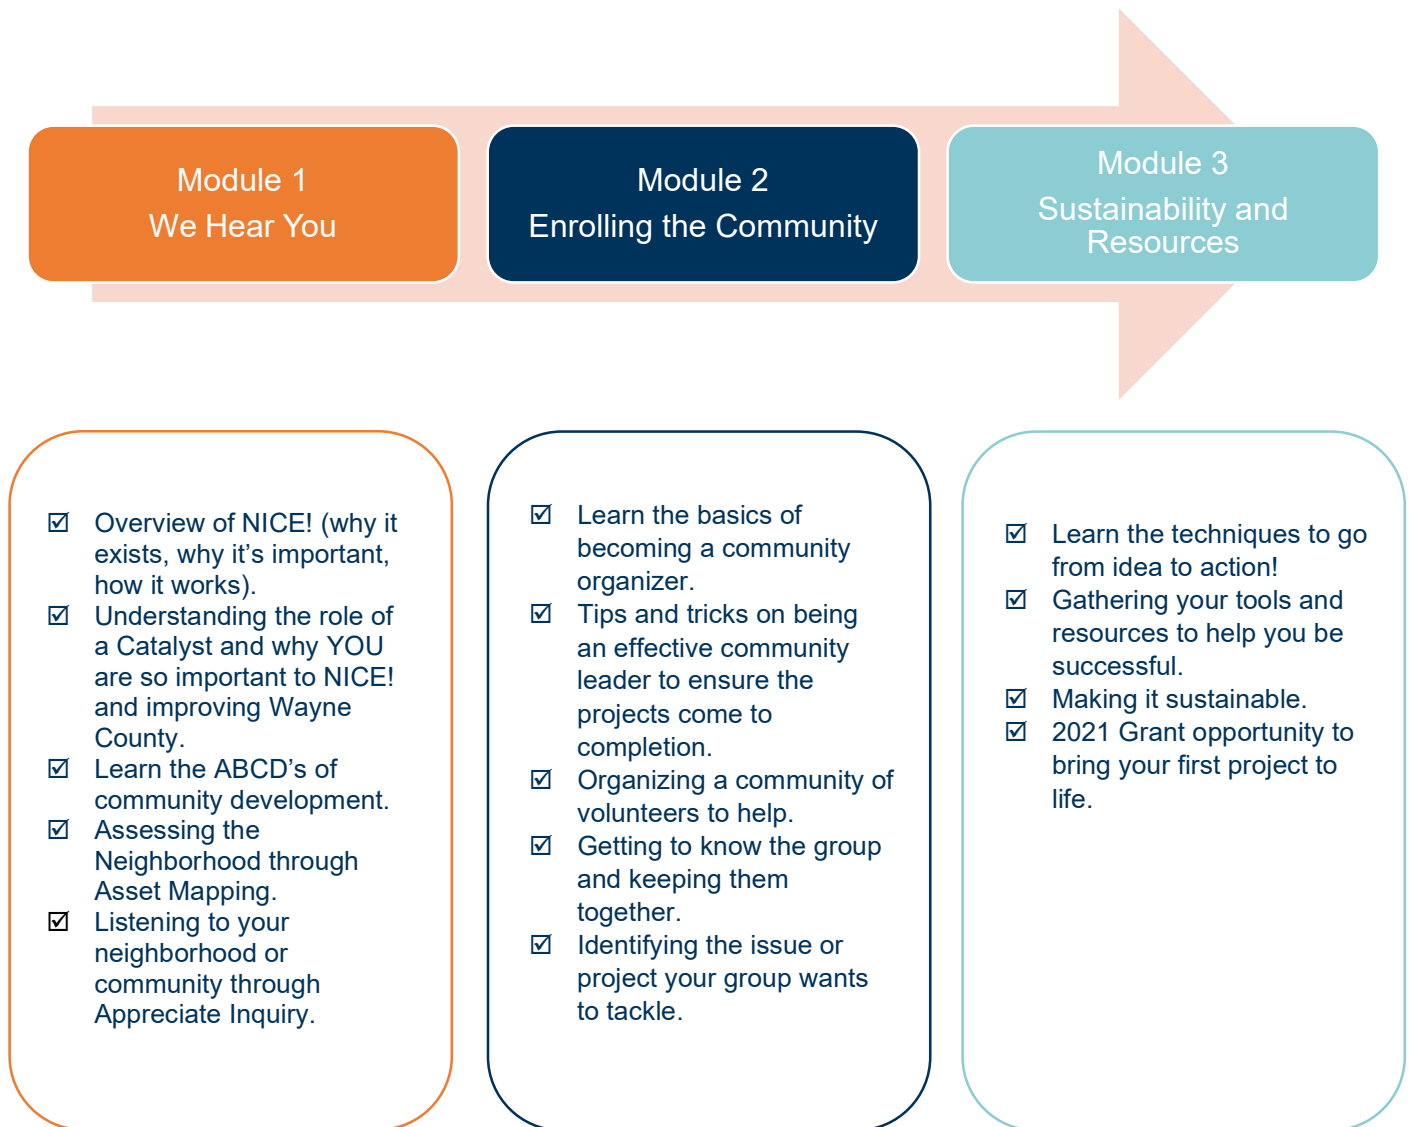 Module 1
We Hear You
Module 2
Enrolling the Community
Module 3
Sustainability and
Resources
☑ Overview of NICE! (why it
exists, why it’s important,
how it works).
☑ Understanding the role of
a Catalyst and why YOU
are so important to NICE!
and improving Wayne
County.
☑ Learn the ABCD’s of
community development.
☑ Assessing the
Neighborhood through
Asset Mapping.
☑ Listening to your
neighborhood or
community through
Appreciate Inquiry.
☑ Learn the basics of
becoming a community
organizer.
☑ Tips and tricks on being
an effective community
leader to ensure the
projects come to
completion.
☑ Organizing a community of
volunteers to help.
☑ Getting to know the group
and keeping them
together.
☑ Identifying the issue or
project your group wants
to tackle.
☑ Learn the techniques to go
from idea to action!
☑ Gathering your tools and
resources to help you be
successful.
☑ Making it sustainable.
☑ 2021 Grant opportunity to
bring your first project to
life.